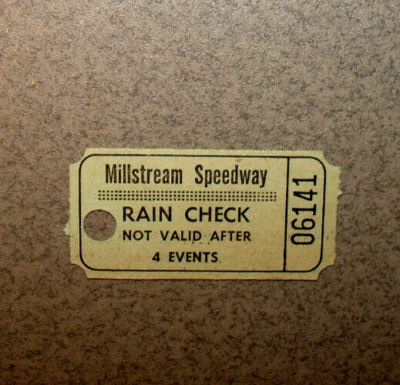 Millstream Speedway
RAIN CHECK
NOT VALID AFTER
4 EVENTS
06141